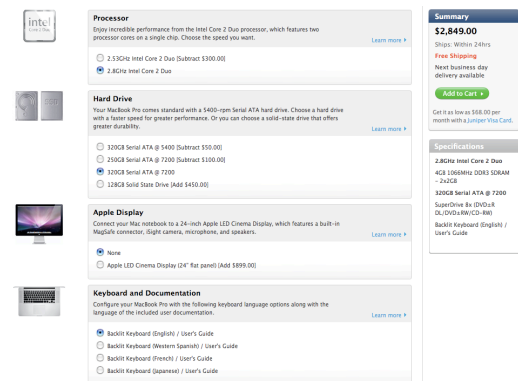 intel
Core 2 Duo
Processor
Enjoy incredible performance from the Intel Core 2 Duo processor, which features two
processor cores on a single chip. Choose the speed you want.
Learn more
2.53GHz Intel Core 2 Duo [Subtract $300.00]
2.8GHz Intel Core 2 Duo
Hard Drive
Your MacBook Pro comes standard with a 5400-rpm Serial ATA hard drive. Choose a hard drive
with a faster speed for greater performance. Or you can choose a solid-state drive that offers
greater durability.
Learn more
320GB Serial ATA @ 5400 [Subtract $50.00]
250GB Serial ATA @ 7200 [Subtract $100.00]
320GB Serial ATA @ 7200
128GB Solid State Drive [Add $450.00]
Apple Display
Connect your Mac notebook to a 24-inch Apple LED Cinema Display, which features a built-in
MagSafe connector, iSight camera, microphone, and speakers.
Learn more
None
Apple LED Cinema Display (24" flat panel) [Add $899.00]
Keyboard and Documentation
Configure your MacBook Pro with the following keyboard language options along with the
language of the included user documentation.
Learn more
Backlit Keyboard (English) / User's Guide
Backlit Keyboard (Western Spanish) / User's Guide
Backlit Keyboard (French) / User's Guide
Backlit Keyboard (Japanese) / User's Guide
Summary
$2,849.00
Ships: Within 24hrs
Free Shipping
Next business day
delivery available
Add to Cart
Get it as low as $68.00 per
month with a Juniper Visa Card.
Specifications
2.8GHz Intel Core 2 Duo
4GB 1066MHz DDR3 SDRAM
- 2x2GB
320GB Serial ATA @ 7200
SuperDrive 8x (DVD±R
DL/DVD±RW/CD-RW)
Backlit Keyboard (English) /
User's Guide